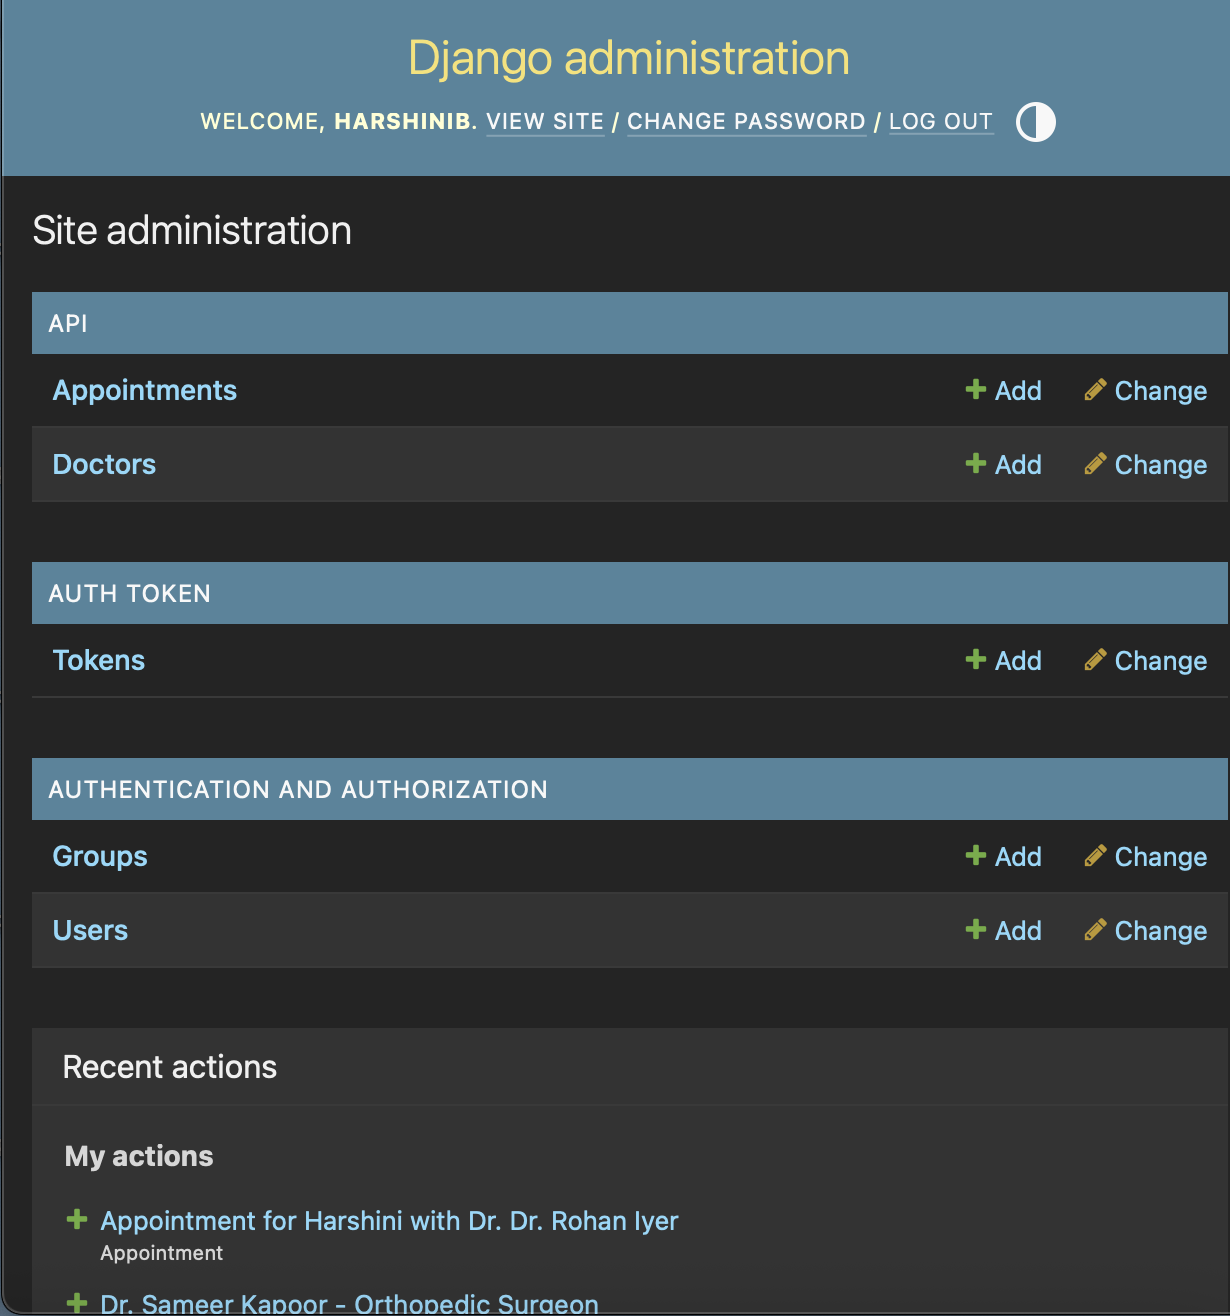 Django administration
WELCOME, HARSHINIB. VIEW SITE / CHANGE PASSWORD / LOG OUT
Site administration
API
Appointments Add Change
Doctors Add Change
AUTH TOKEN
Tokens Add Change
AUTHENTICATION AND AUTHORIZATION
Groups Add Change
Users Add Change
Recent actions
My actions
Appointment for Harshini with Dr. Dr. Rohan Iyer
Appointment
Dr. Sameer Kapoor - Orthopedic Surgeon